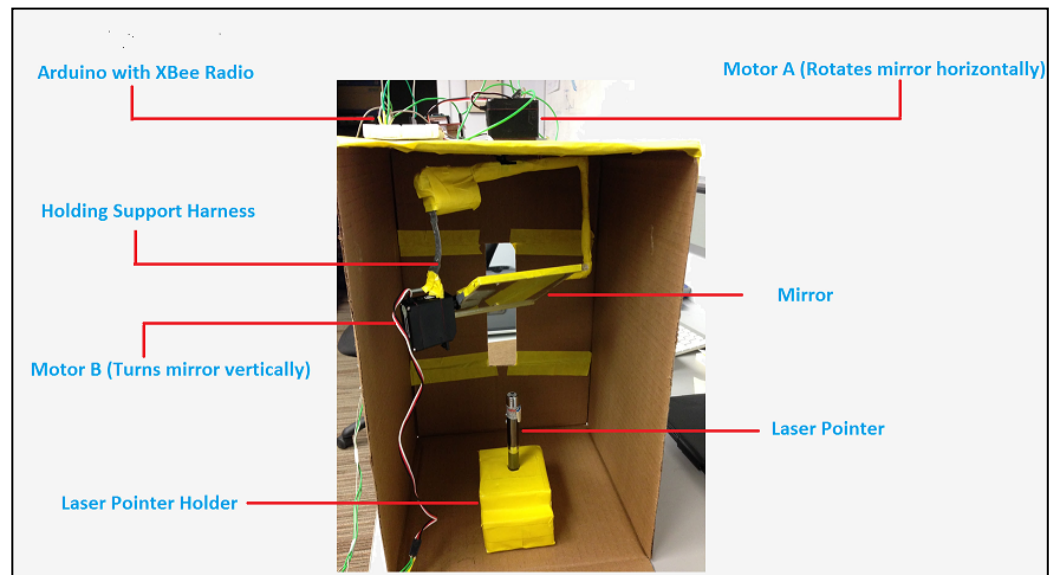 Arduino with XBee Radio
Motor A (Rotates mirror horizontally)
Holding Support Harness
Mirror
Motor B (Turns mirror vertically)
Laser Pointer
Laser Pointer Holder